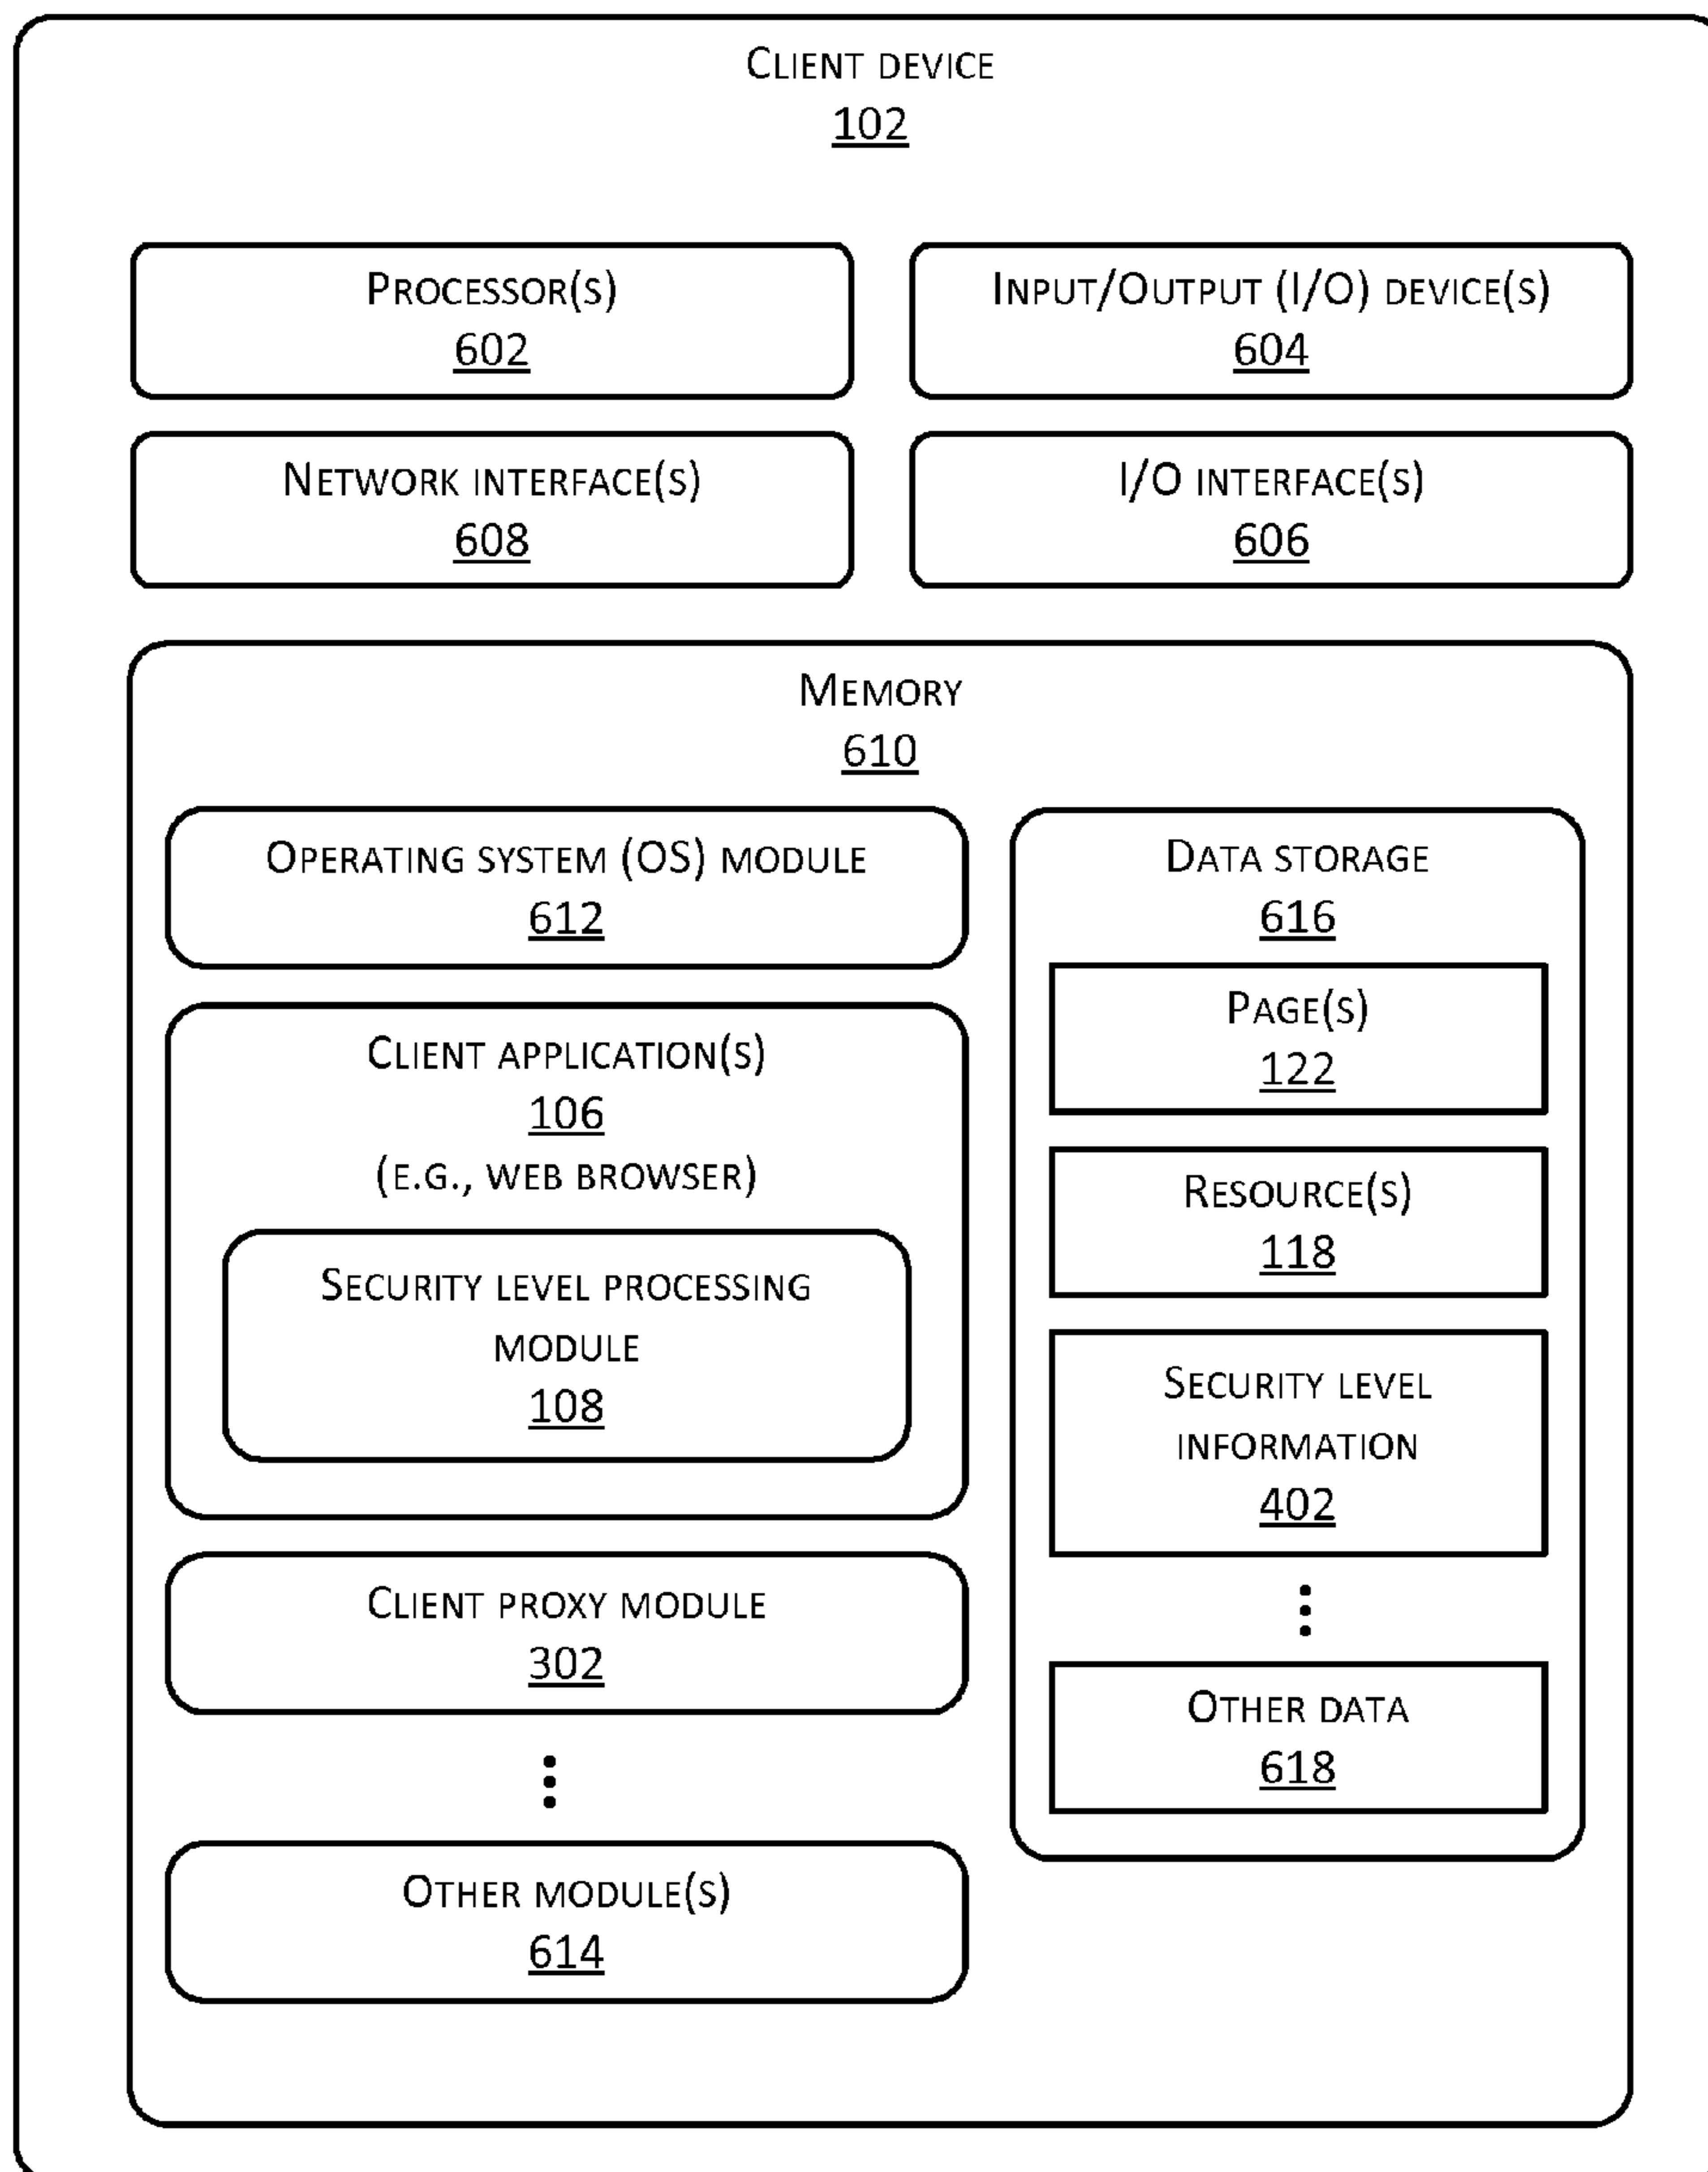 CLIENT DEVICE
102
PROCESSOR(S)
602
INPUT/OUTPUT (I/O) DEVICE(S)
604
NETWORK INTERFACE(S)
608
I/O INTERFACE(S)
606
MEMORY
610
OPERATING SYSTEM (OS) MODULE
612
CLIENT APPLICATION(S)
106
(E.G., WEB BROWSER)
SECURITY LEVEL PROCESSING
MODULE
108
CLIENT PROXY MODULE
302
OTHER MODULE(S)
614
DATA STORAGE
616
PAGE(S)
122
RESOURCE(S)
118
SECURITY LEVEL
INFORMATION
402
OTHER DATA
618